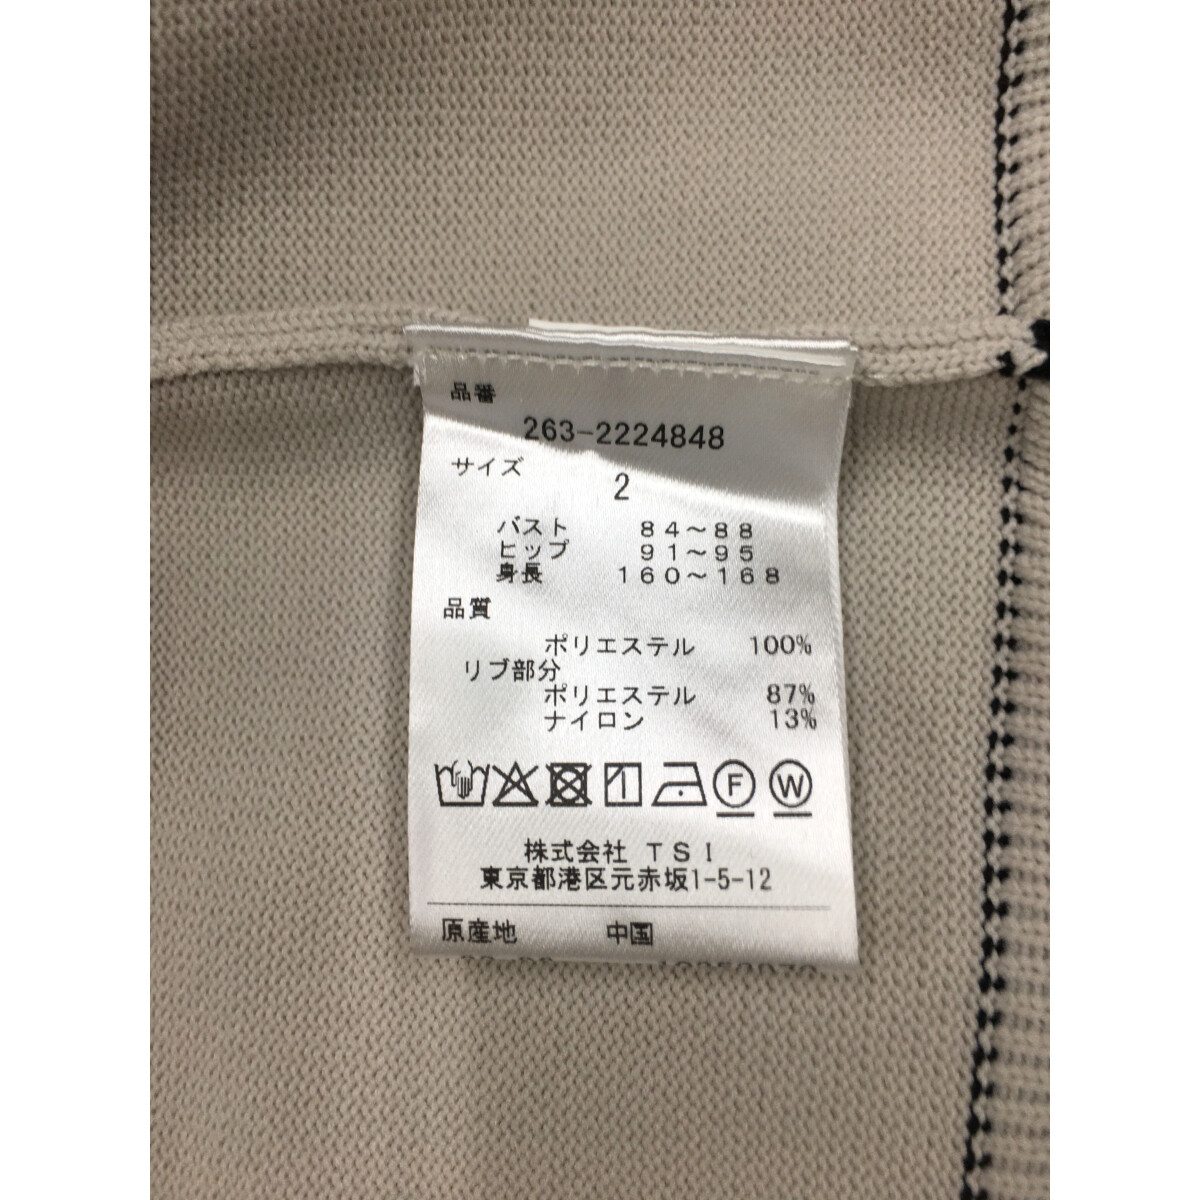 品番
263-2224848
サイズ
2
バスト 84～88
ヒップ 91～95
身長 160～168
品質
ポリエステル 100%
リブ部分
ポリエステル 87%
ナイロン 13%
F W
株式会社 TSI
東京都港区元赤坂1-5-12
原産地 中国